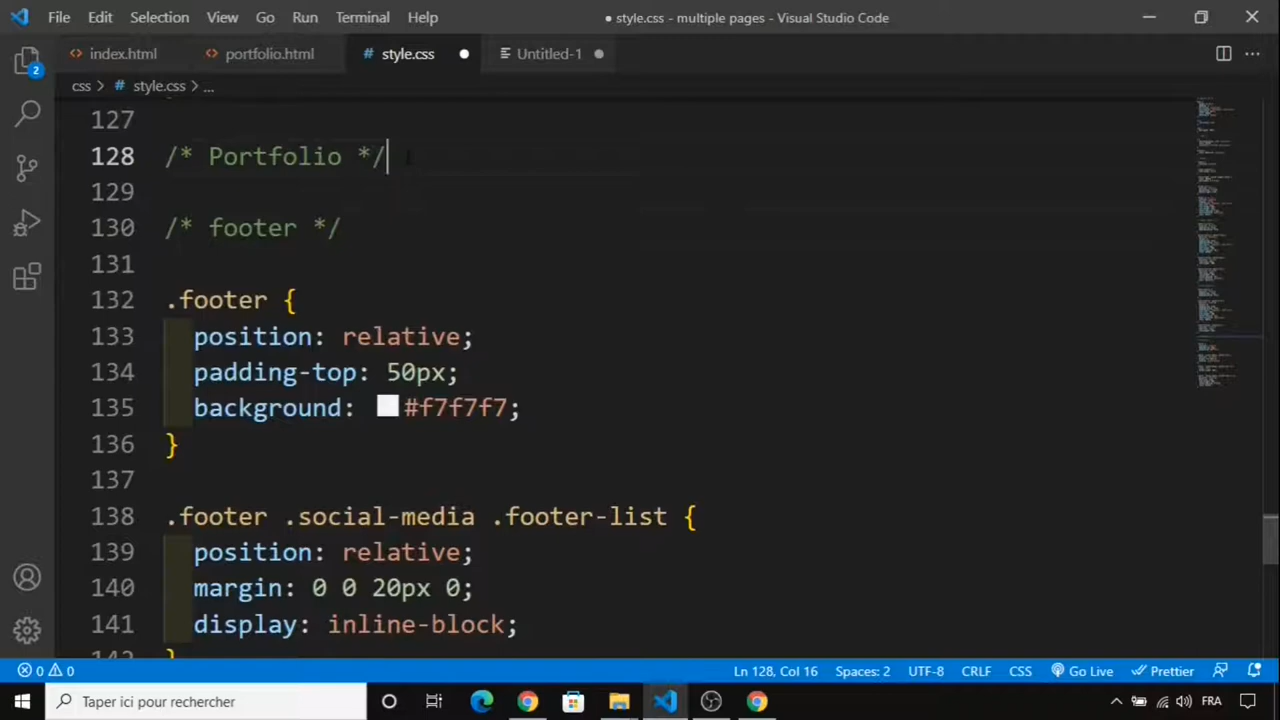 File Edit Selection View Go Run Terminal Help ● style.css - multiple pages - Visual Studio Code
index.html portfolio.html # style.css Untitled-1
2
css > # style.css > ...
127
128 /* Portfolio */
129
130 /* footer */
131
132 .footer {
133 position: relative;
134 padding-top: 50px;
135 background: #f7f7f7;
136 }
137
138 .footer .social-media .footer-list {
139 position: relative;
140 margin: 0 0 20px 0;
141 display: inline-block;
142 }
0 0 Ln 128, Col 16 Spaces: 2 UTF-8 CRLF CSS Go Live Prettier
Taper ici pour rechercher FRA